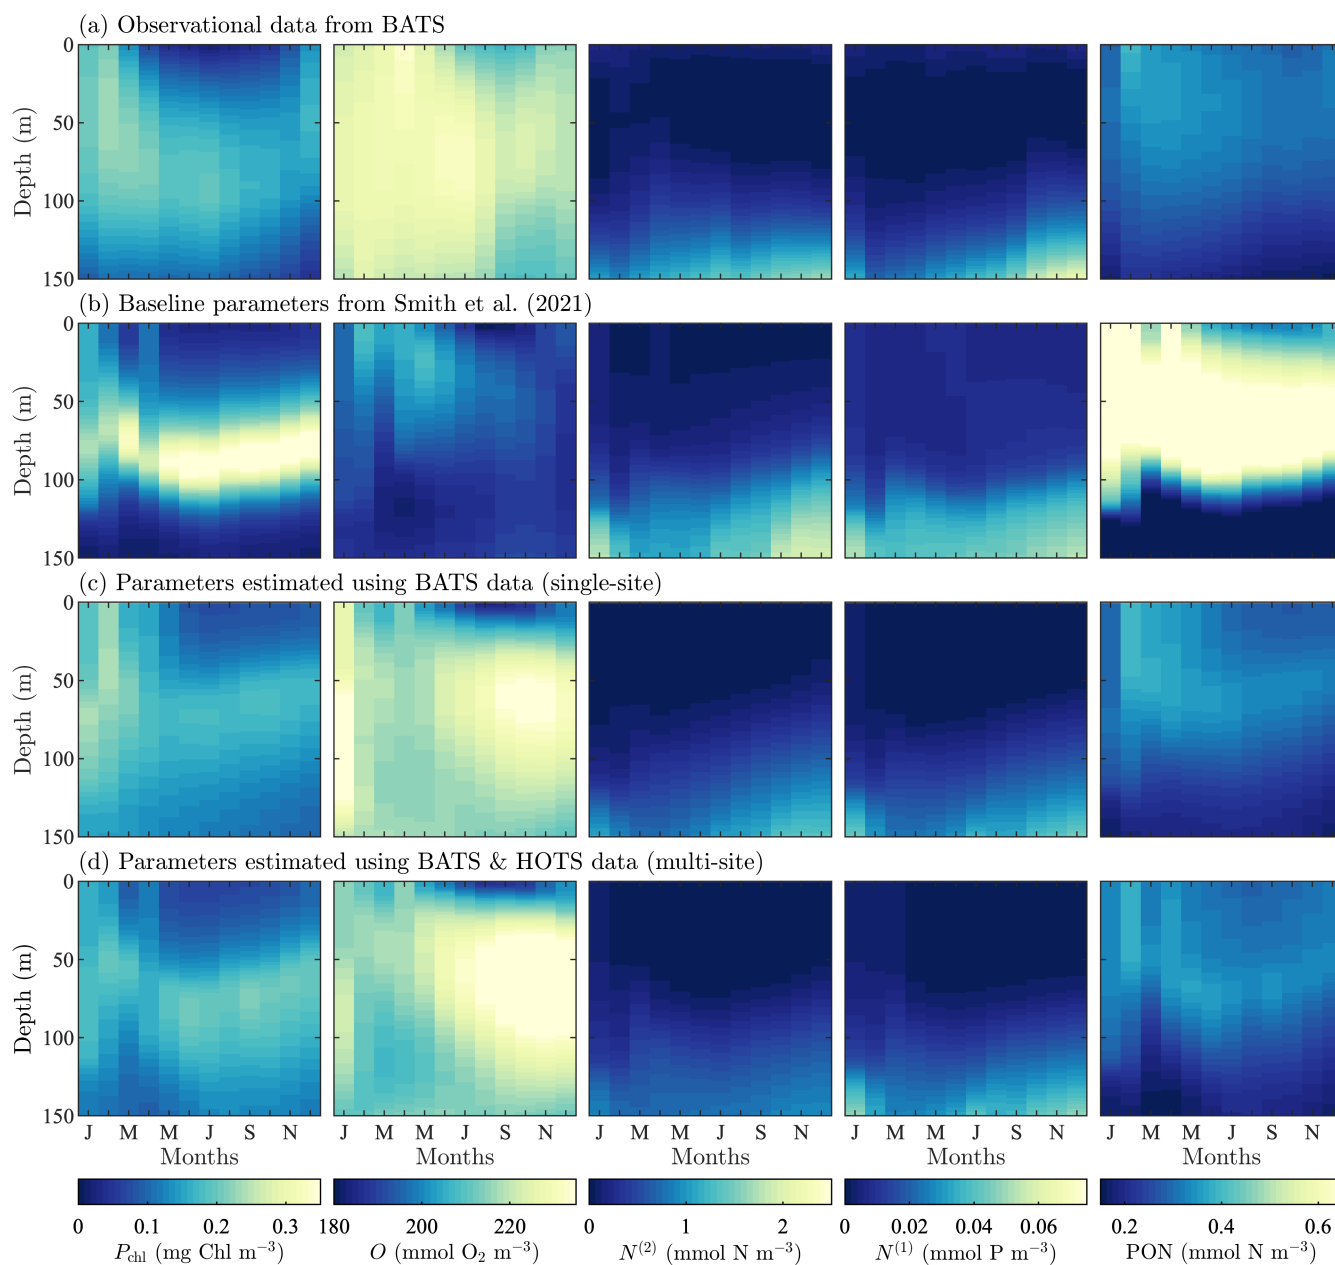 (a) Observational data from BATS
0
50
100
150
Depth (m)
(b) Baseline parameters from Smith et al. (2021)
0
50
100
150
Depth (m)
(c) Parameters estimated using BATS data (single-site)
0
50
100
150
Depth (m)
(d) Parameters estimated using BATS & HOTS data (multi-site)
0
50
100
150
Depth (m)
J M M J S N J M M J S N J M M J S N J M M J S N J M M J S N
Months Months Months Months Months
0 0.1 0.2 0.3 180 200 220 0 1 2 0 0.02 0.04 0.06 0.2 0.4 0.6
P_chl (mg Chl m⁻³) O (mmol O₂ m⁻³) N⁽²⁾ (mmol N m⁻³) N⁽¹⁾ (mmol P m⁻³) PON (mmol N m⁻³)